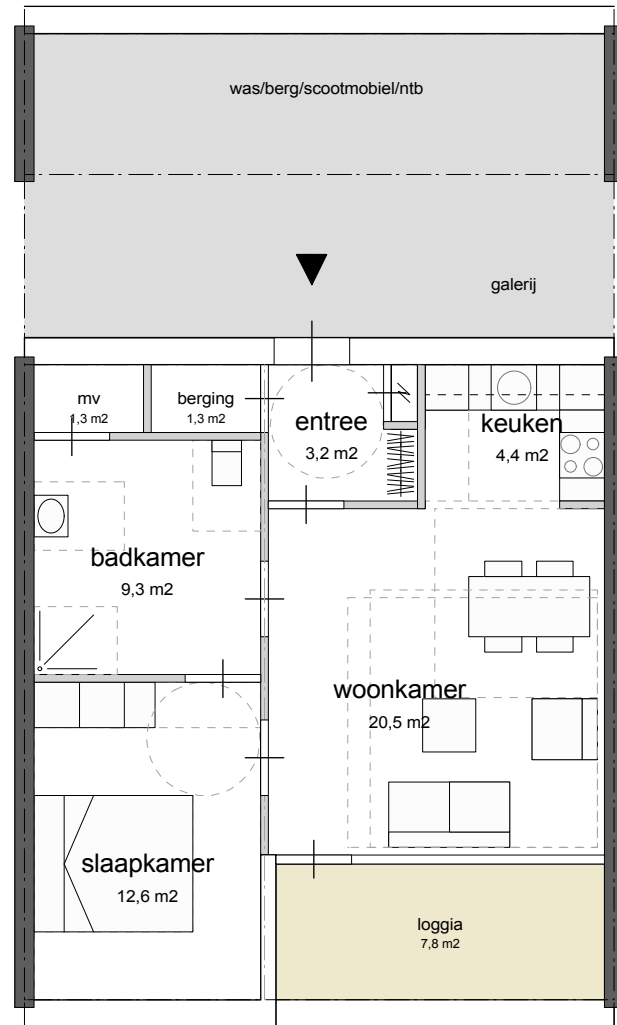 was/berg/scootmobiel/ntb
galerij
mv
1,3 m2
berging
1,3 m2
entree
3,2 m2
keuken
4,4 m2
badkamer
9,3 m2
woonkamer
20,5 m2
slaapkamer
12,6 m2
loggia
7,8 m2